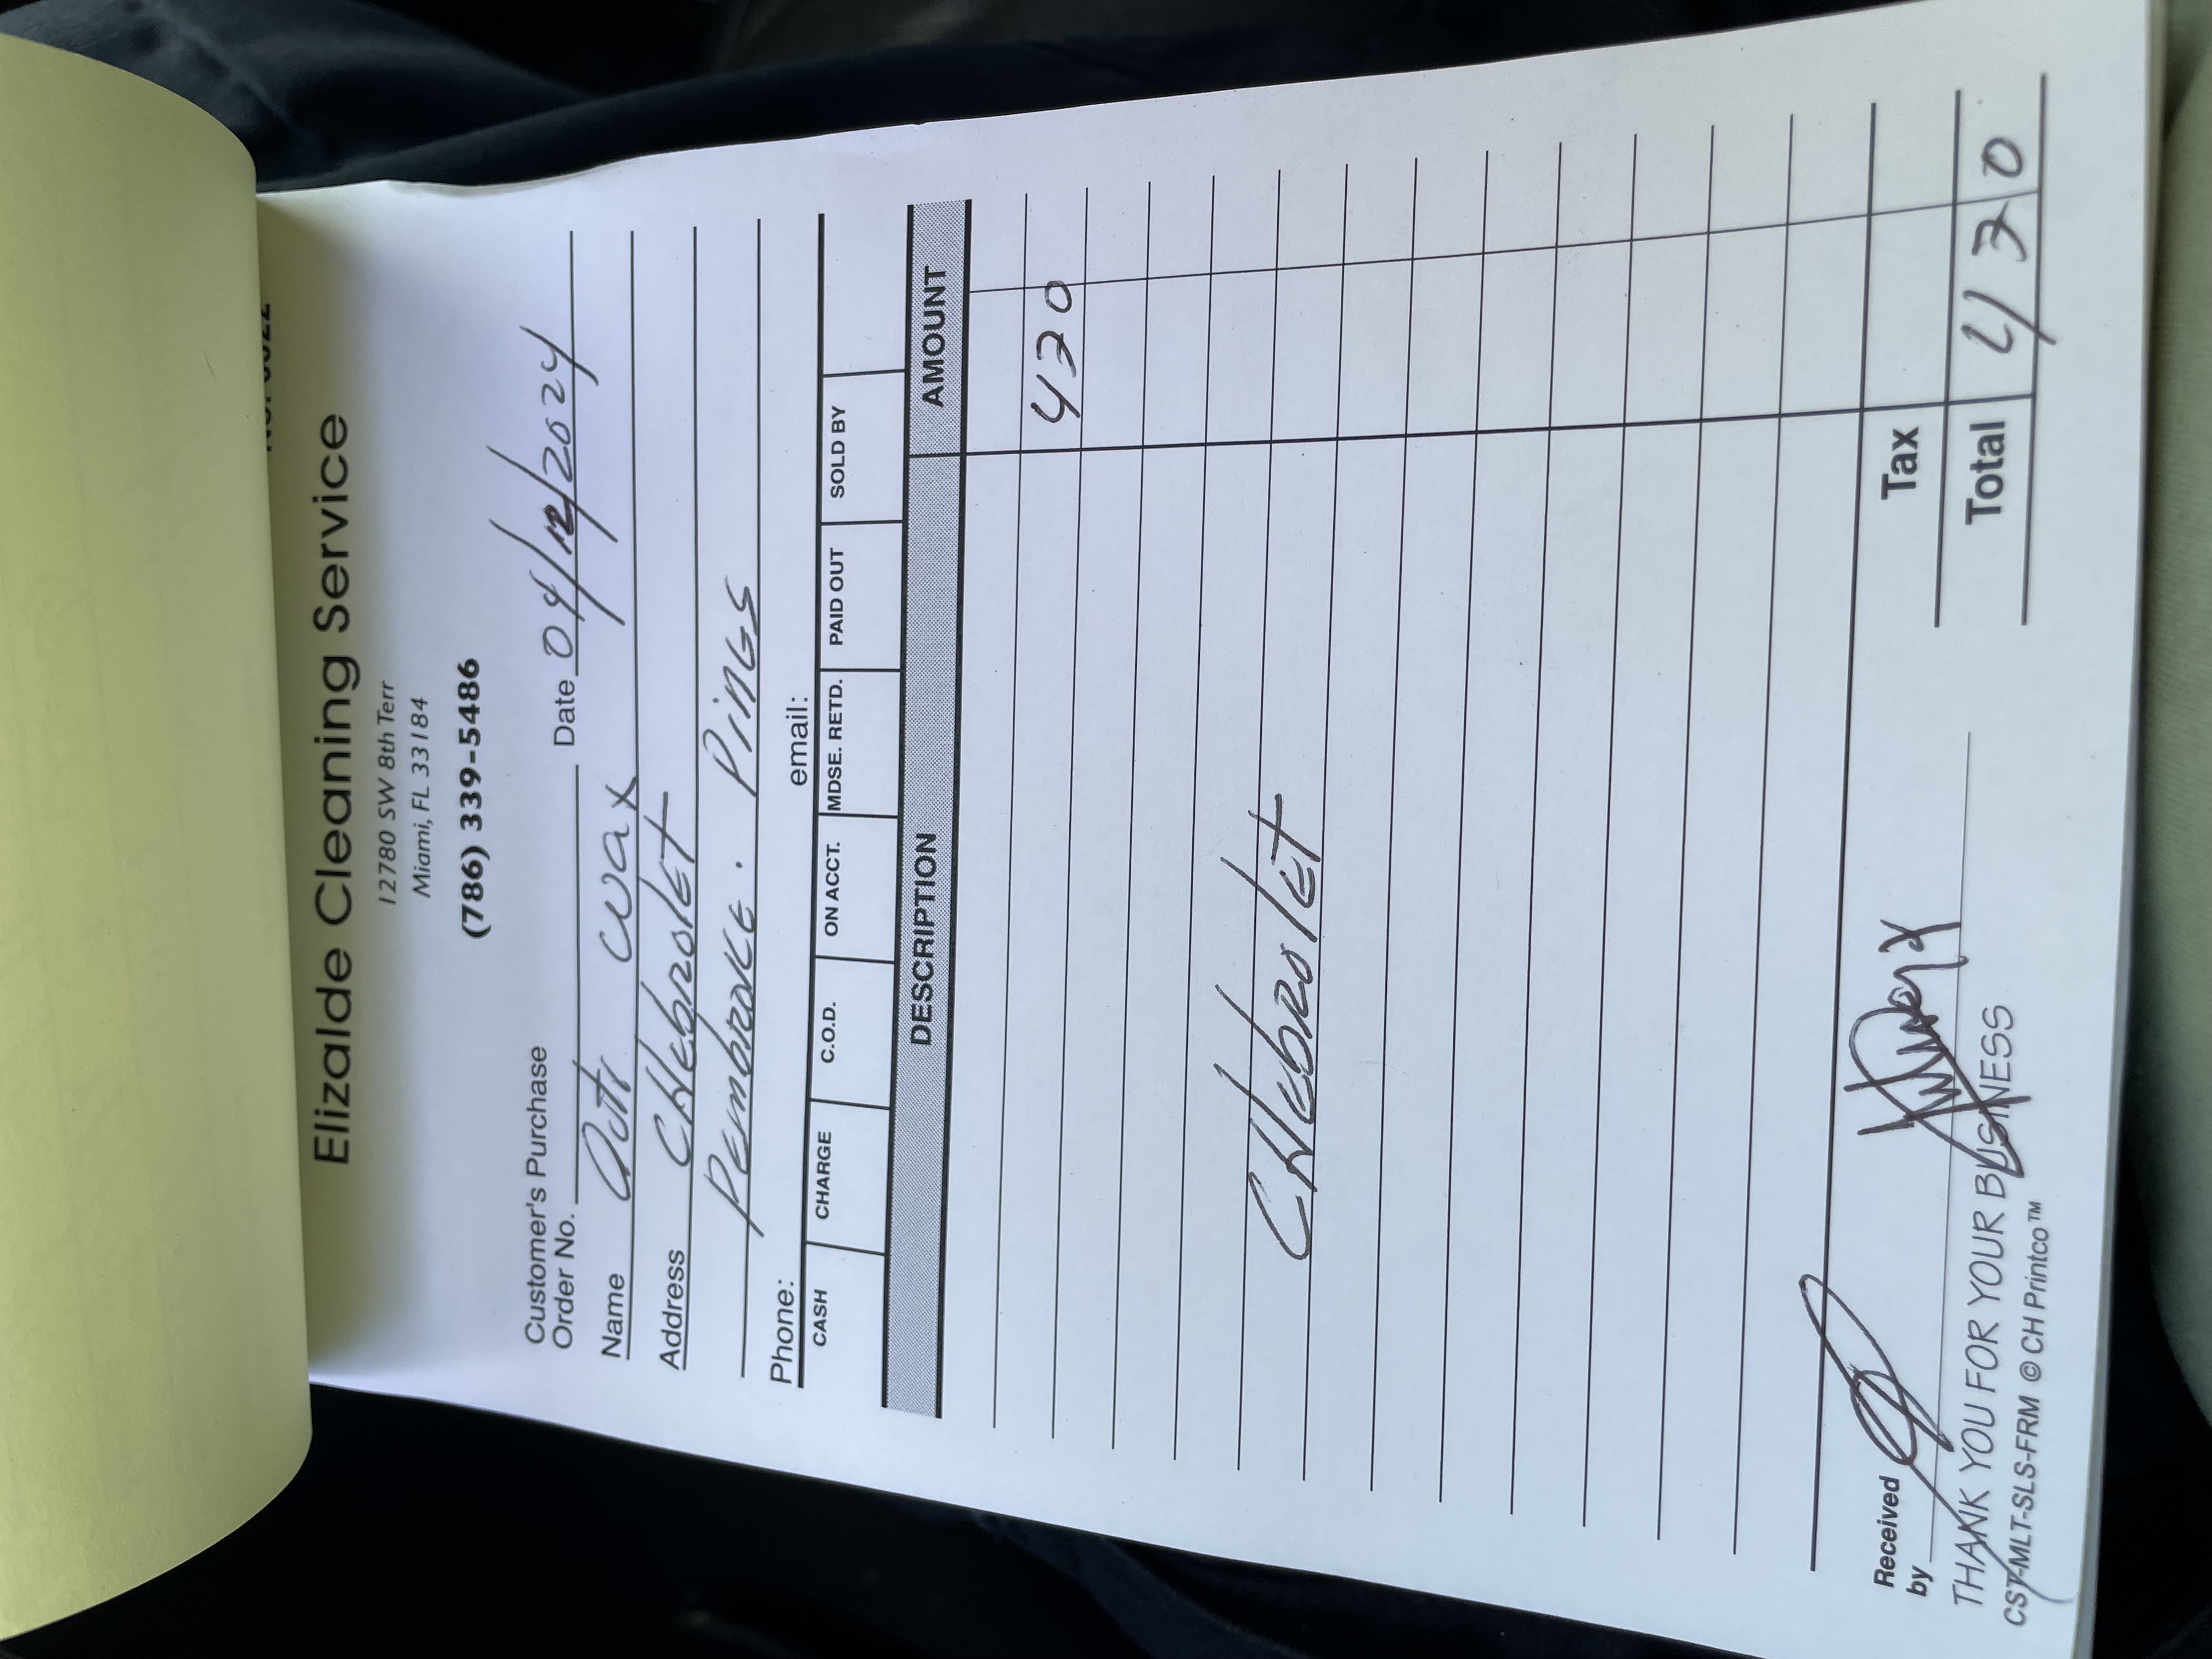 Elizalde Cleaning Service
12780 SW 8th Terr
Miami, FL 33184
(786) 339-5486
Customer's Purchase
Order No. Date 04/12/2024
Name wax
Address CHebrolet
Pembroke. Pings
Phone: email:
CASH CHARGE C.O.D. ON ACCT. MDSE. RETD. PAID OUT SOLD BY
DESCRIPTION AMOUNT
430
CHebrolet
Tax
Total 430
Received
by
THANK YOU FOR YOUR BUSINESS
CST-MLT-SLS-FRM © CH Printco™